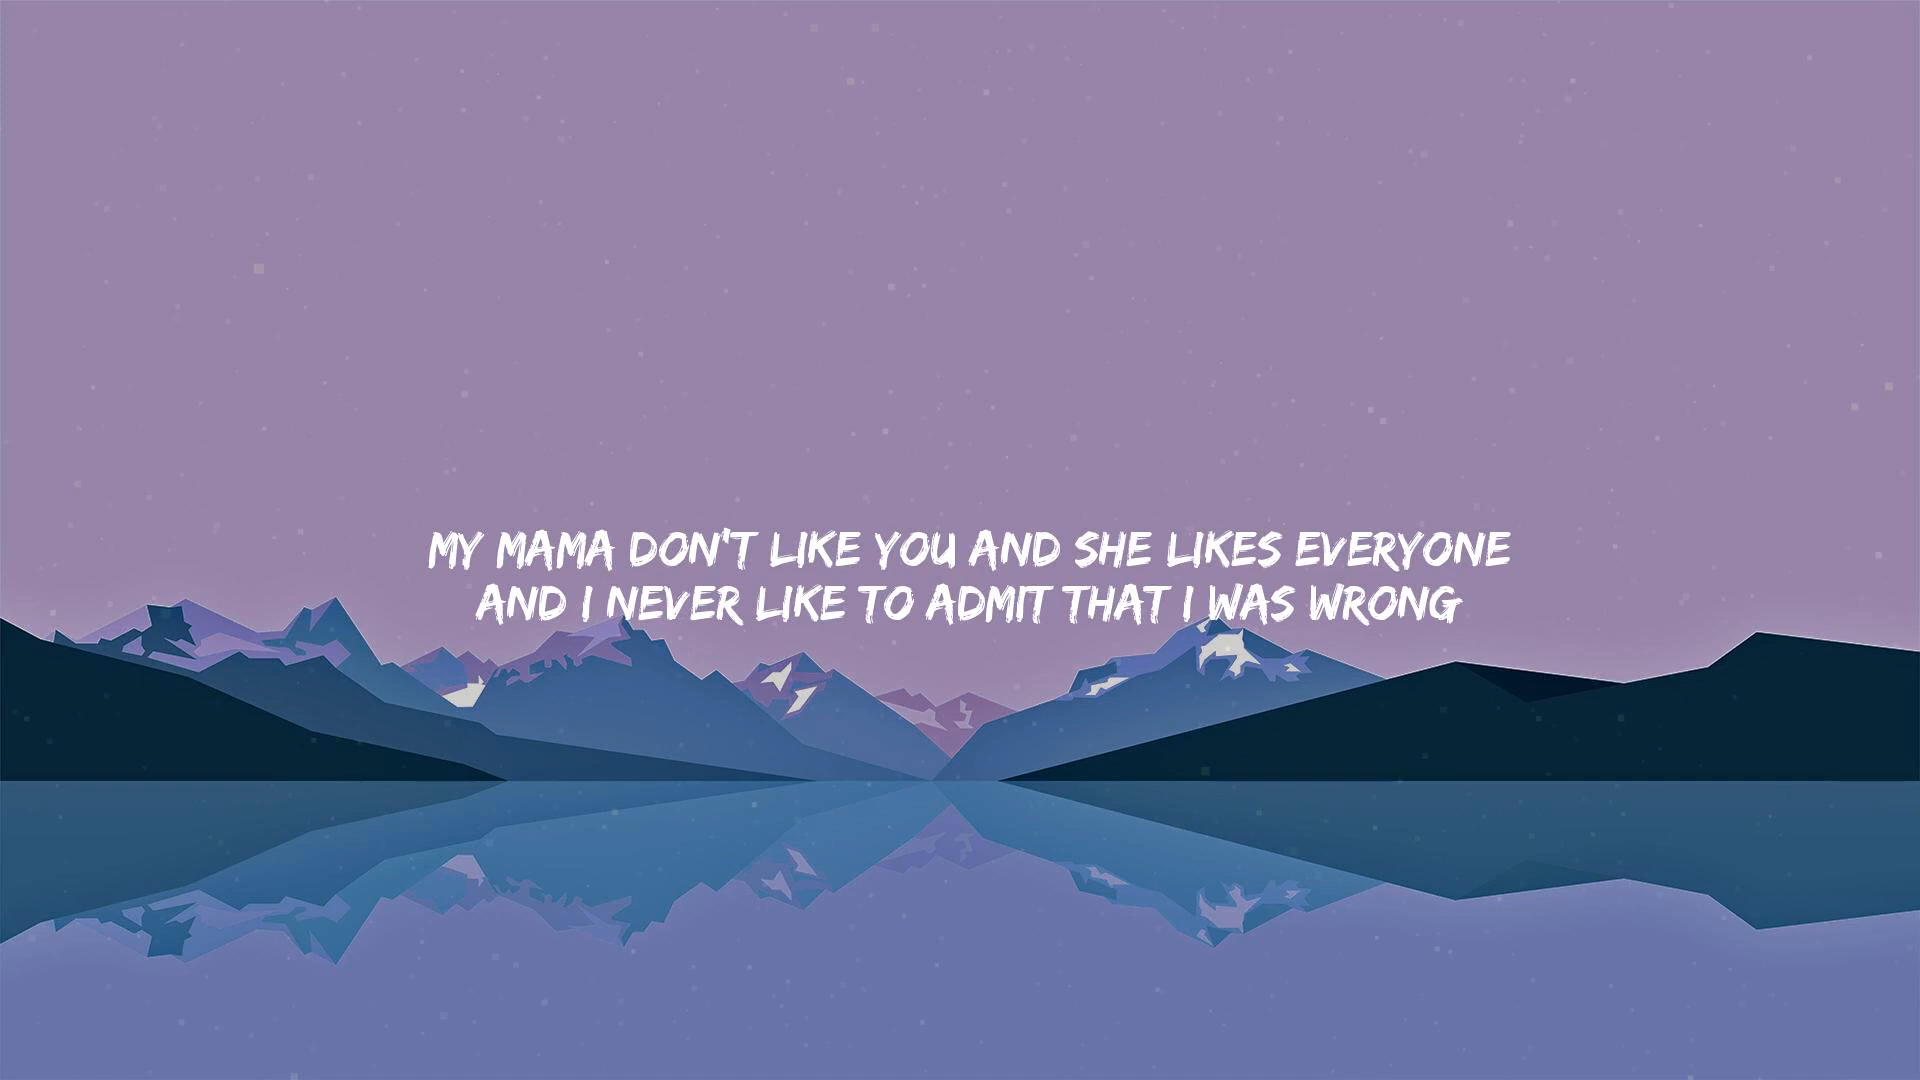 MY MAMA DON'T LIKE YOU AND SHE LIKES EVERYONE
AND I NEVER LIKE TO ADMIT THAT I WAS WRONG